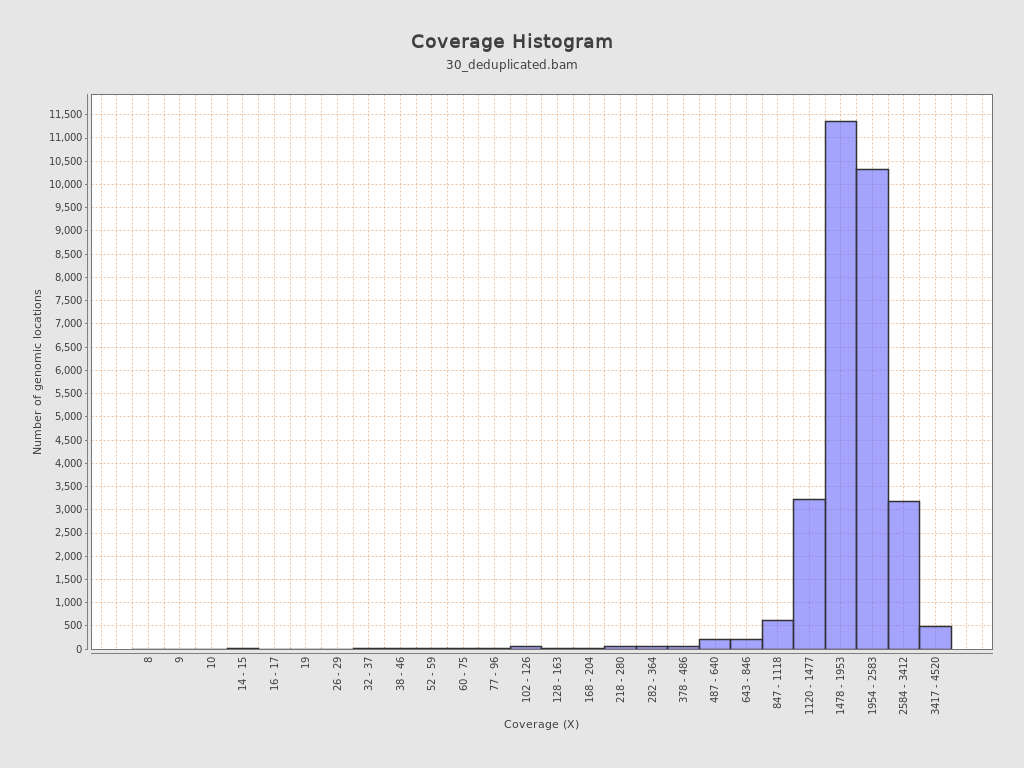 Coverage Histogram
30_deduplicated.bam
Number of genomic locations
11,500
11,000
10,500
10,000
9,500
9,000
8,500
8,000
7,500
7,000
6,500
6,000
5,500
5,000
4,500
4,000
3,500
3,000
2,500
2,000
1,500
1,000
500
0
8
9
10
14 - 15
16 - 17
19
26 - 29
32 - 37
38 - 46
52 - 59
60 - 75
77 - 96
102 - 126
128 - 163
168 - 204
218 - 280
282 - 364
378 - 486
487 - 640
643 - 846
847 - 1118
1120 - 1477
1478 - 1953
1954 - 2583
2584 - 3412
3417 - 4520
Coverage (X)